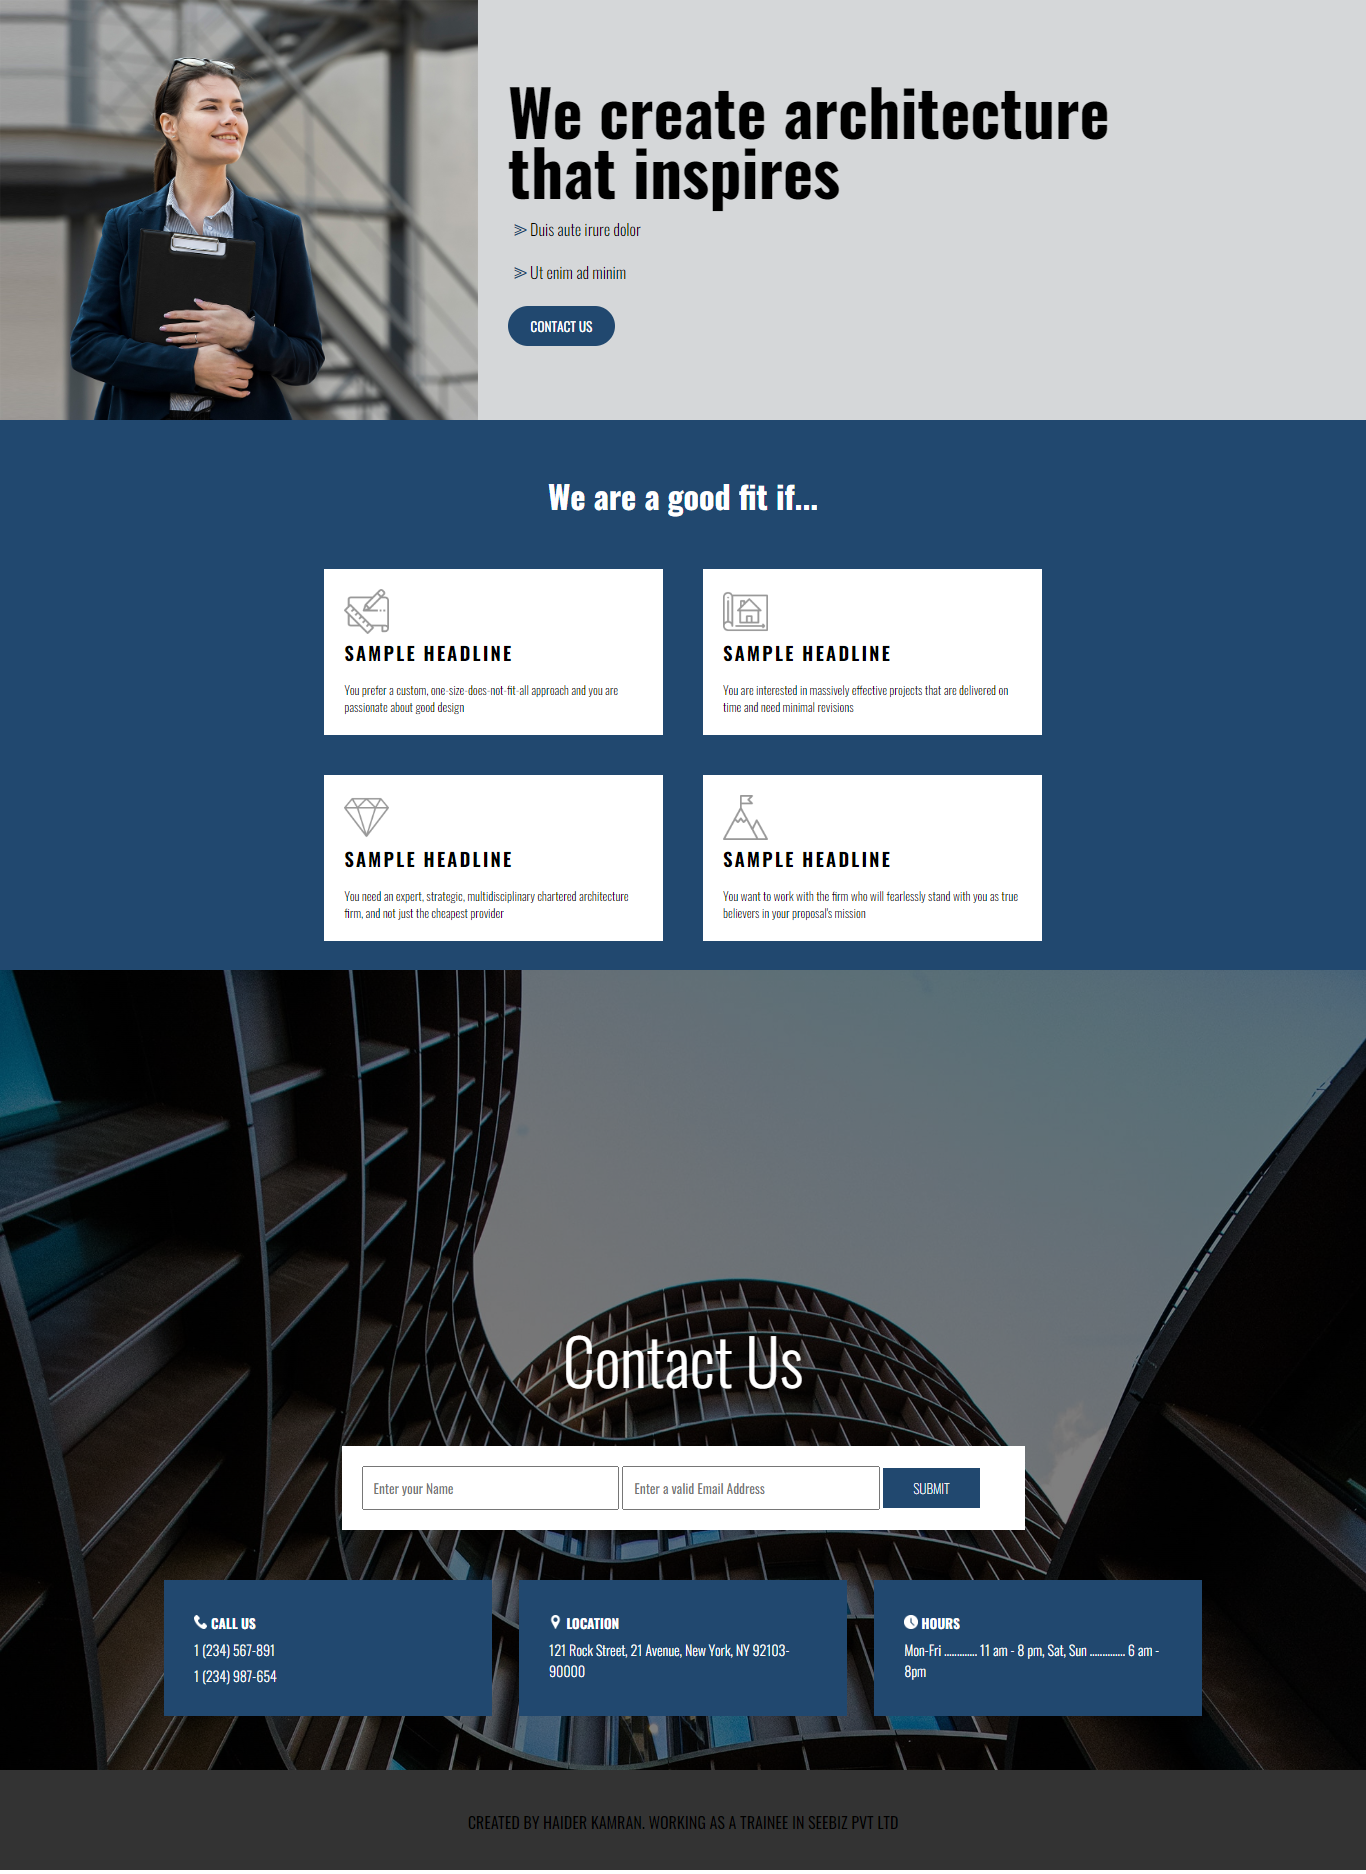 We create architecture
that inspires
⫸ Duis aute irure dolor
⫸ Ut enim ad minim
CONTACT US
We are a good fit if...
SAMPLE HEADLINE
You prefer a custom, one-size-does-not-fit-all approach and you are
passionate about good design
SAMPLE HEADLINE
You are interested in massively effective projects that are delivered on
time and need minimal revisions
SAMPLE HEADLINE
You need an expert, strategic, multidisciplinary chartered architecture
firm, and not just the cheapest provider
SAMPLE HEADLINE
You want to work with the firm who will fearlessly stand with you as true
believers in your proposal's mission
Contact Us
Enter your Name
Enter a valid Email Address
SUBMIT
CALL US
1 (234) 567-891
1 (234) 987-654
LOCATION
121 Rock Street, 21 Avenue, New York, NY 92103-
90000
HOURS
Mon-Fri ............. 11 am - 8 pm, Sat, Sun .............. 6 am -
8pm
CREATED BY HAIDER KAMRAN. WORKING AS A TRAINEE IN SEEBIZ PVT LTD